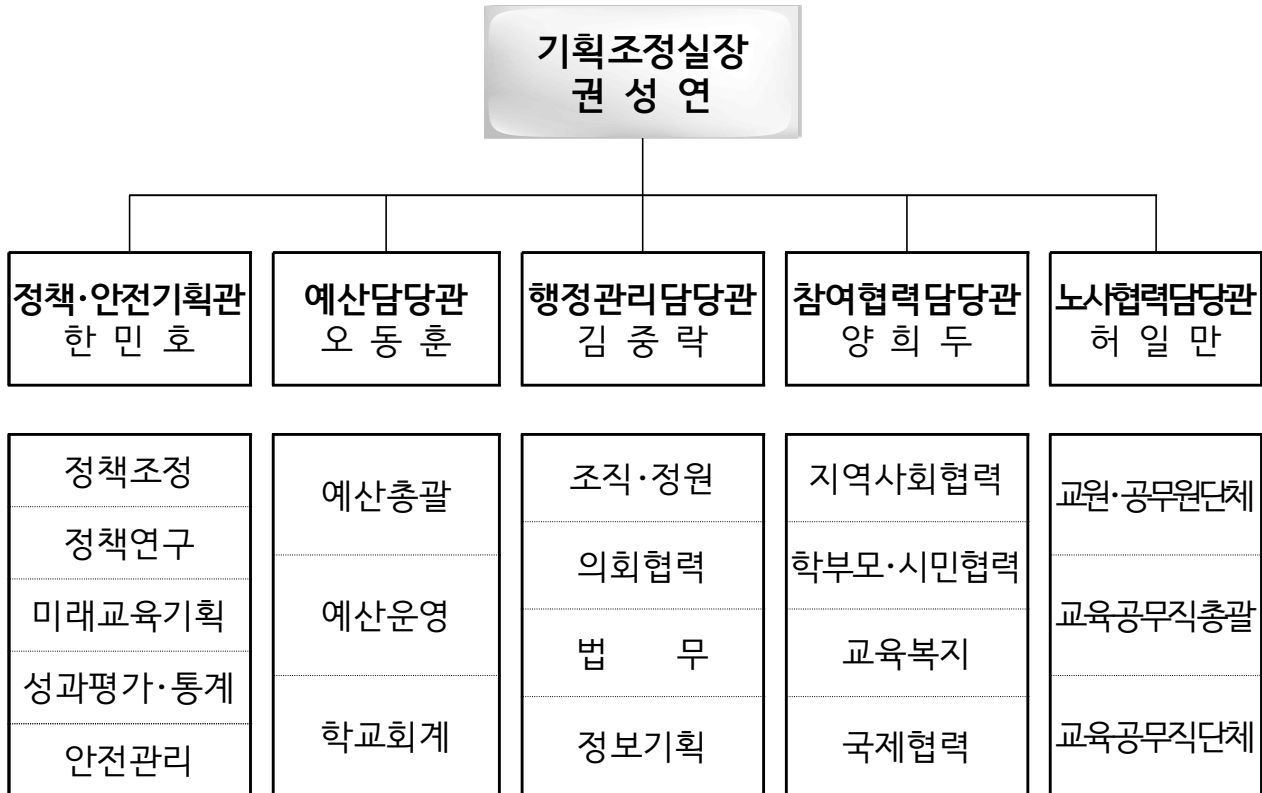 기획조정실장
권 성 연
정책·안전기획관
한 민 호
예산담당관
오 동 훈
행정관리담당관
김 중 락
참여협력담당관
양 희 두
노사협력담당관
허 일 만
정책조정
정책연구
미래교육기획
성과평가·통계
안전관리
예산총괄
예산운영
학교회계
조직·정원
의회협력
법 무
정보기획
지역사회협력
학부모·시민협력
교육복지
국제협력
교원·공무원단체
교육공무직총괄
교육공무직단체